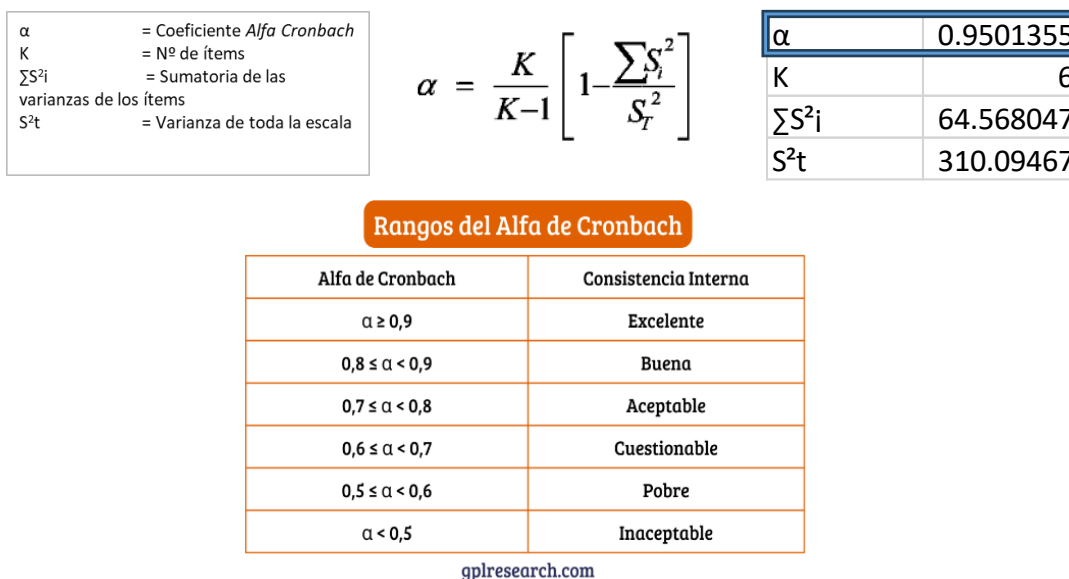 α = Coeficiente Alfa Cronbach
K = Nº de ítems
∑S²i = Sumatoria de las
varianzas de los ítems
S²t = Varianza de toda la escala
α = K/K−1 [1−∑Sᵢ²/S_T²]
α 0.9501355
K 6
∑S²i 64.568047
S²t 310.09467
Rangos del Alfa de Cronbach
Alfa de Cronbach Consistencia Interna
α ≥ 0,9 Excelente
0,8 ≤ α < 0,9 Buena
0,7 ≤ α < 0,8 Aceptable
0,6 ≤ α < 0,7 Cuestionable
0,5 ≤ α < 0,6 Pobre
α < 0,5 Inaceptable
gplresearch.com